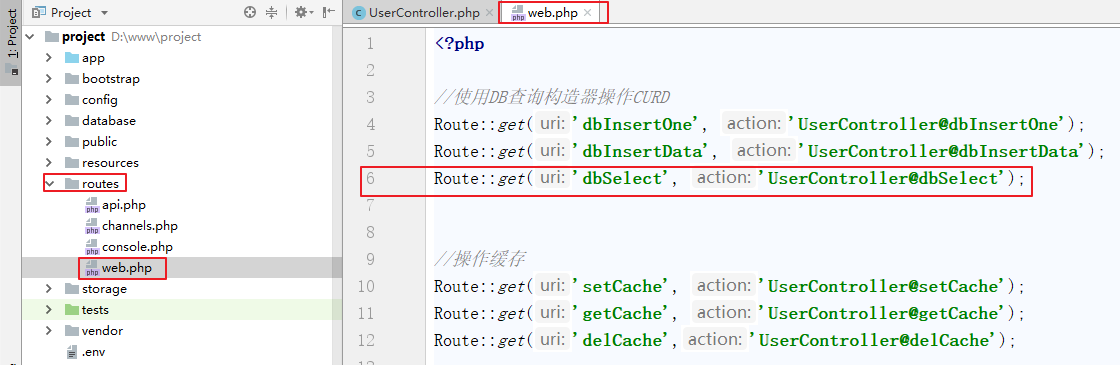 1: Project
Project
project D:\www\project
app
bootstrap
config
database
public
resources
routes
api.php
channels.php
console.php
web.php
storage
tests
vendor
.env
UserController.php
web.php
1 <?php
2
3 //使用DB查询构造器操作CURD
4 Route::get( uri: 'dbInsertOne', action: 'UserController@dbInsertOne');
5 Route::get( uri: 'dbInsertData', action: 'UserController@dbInsertData');
6 Route::get( uri: 'dbSelect', action: 'UserController@dbSelect');
7
8
9 //操作缓存
10 Route::get( uri: 'setCache', action: 'UserController@setCache');
11 Route::get( uri: 'getCache', action: 'UserController@getCache');
12 Route::get( uri: 'delCache', action: 'UserController@delCache');